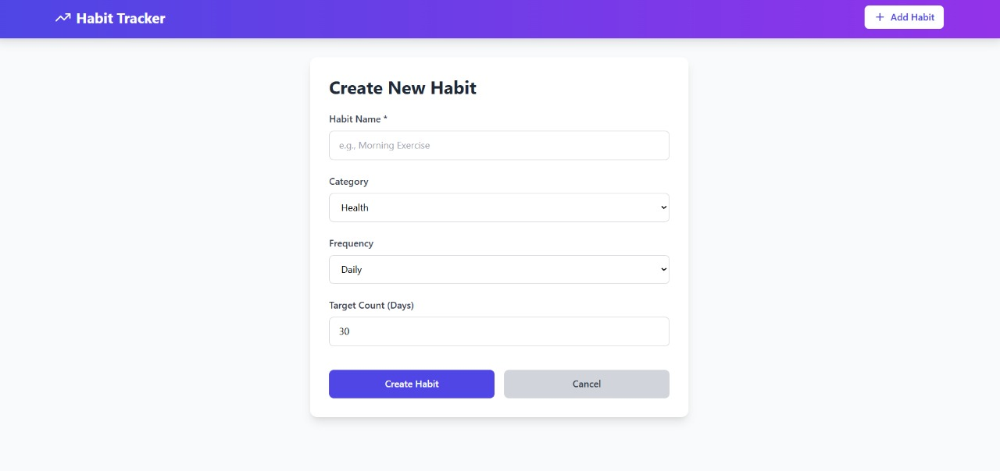 Habit Tracker
+ Add Habit
Create New Habit
Habit Name *
e.g., Morning Exercise
Category
Health
Frequency
Daily
Target Count (Days)
30
Create Habit
Cancel